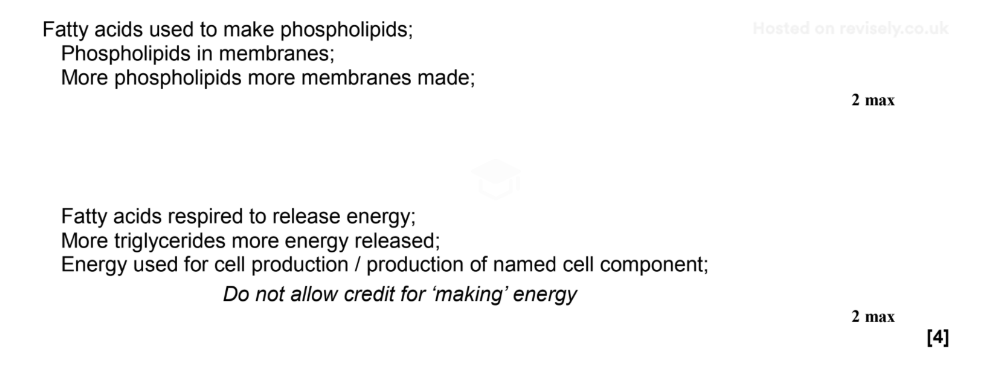 Hosted on revisely.co.uk
Fatty acids used to make phospholipids;
Phospholipids in membranes;
More phospholipids more membranes made;
2 max
Fatty acids respired to release energy;
More triglycerides more energy released;
Energy used for cell production / production of named cell component;
Do not allow credit for ‘making’ energy
2 max
[4]